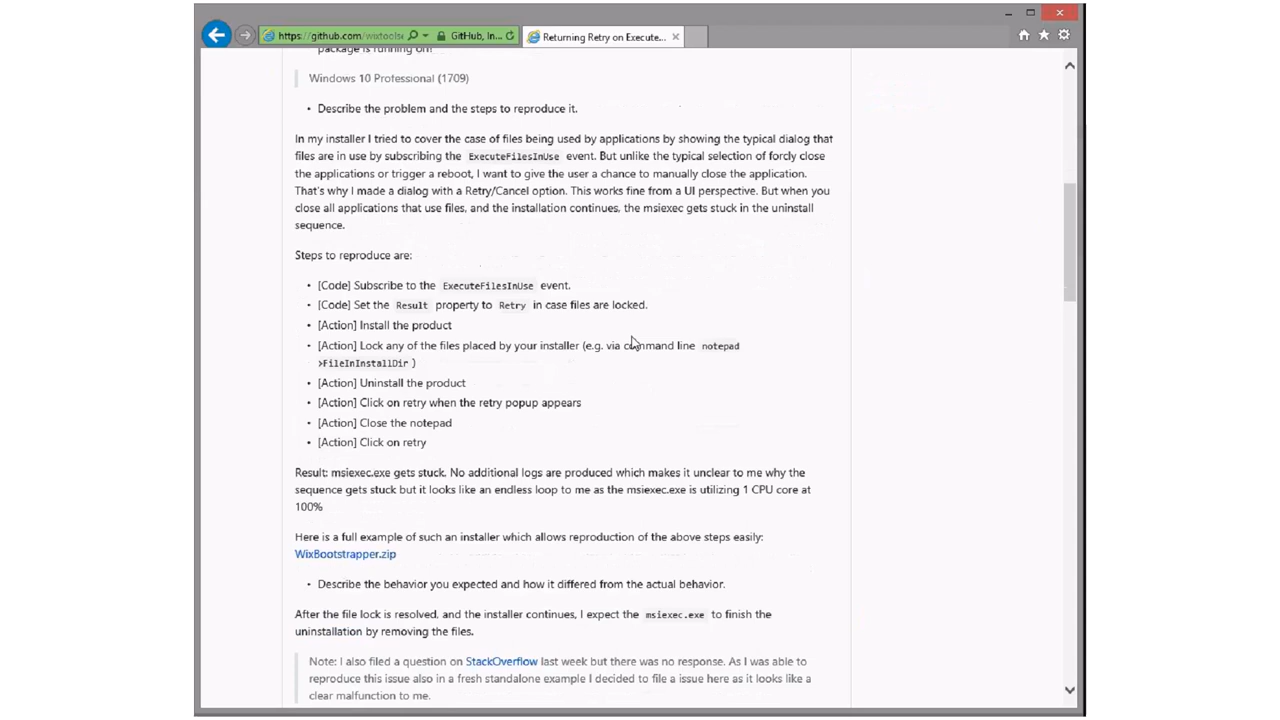 https://github.com/wixtools
GitHub, In...
Returning Retry on Execute...
package is running on!
Windows 10 Professional (1709)
• Describe the problem and the steps to reproduce it.
In my installer I tried to cover the case of files being used by applications by showing the typical dialog that
files are in use by subscribing the ExecuteFilesInUse event. But unlike the typical selection of forcly close
the applications or trigger a reboot, I want to give the user a chance to manually close the application.
That's why I made a dialog with a Retry/Cancel option. This works fine from a UI perspective. But when you
close all applications that use files, and the installation continues, the msiexec gets stuck in the uninstall
sequence.
Steps to reproduce are:
• [Code] Subscribe to the ExecuteFilesInUse event.
• [Code] Set the Result property to Retry in case files are locked.
• [Action] Install the product
• [Action] Lock any of the files placed by your installer (e.g. via command line notepad
>FileInInstallDir )
• [Action] Uninstall the product
• [Action] Click on retry when the retry popup appears
• [Action] Close the notepad
• [Action] Click on retry
Result: msiexec.exe gets stuck. No additional logs are produced which makes it unclear to me why the
sequence gets stuck but it looks like an endless loop to me as the msiexec.exe is utilizing 1 CPU core at
100%
Here is a full example of such an installer which allows reproduction of the above steps easily:
WixBootstrapper.zip
• Describe the behavior you expected and how it differed from the actual behavior.
After the file lock is resolved, and the installer continues, I expect the msiexec.exe to finish the
uninstallation by removing the files.
Note: I also filed a question on StackOverflow last week but there was no response. As I was able to
reproduce this issue also in a fresh standalone example I decided to file a issue here as it looks like a
clear malfunction to me.